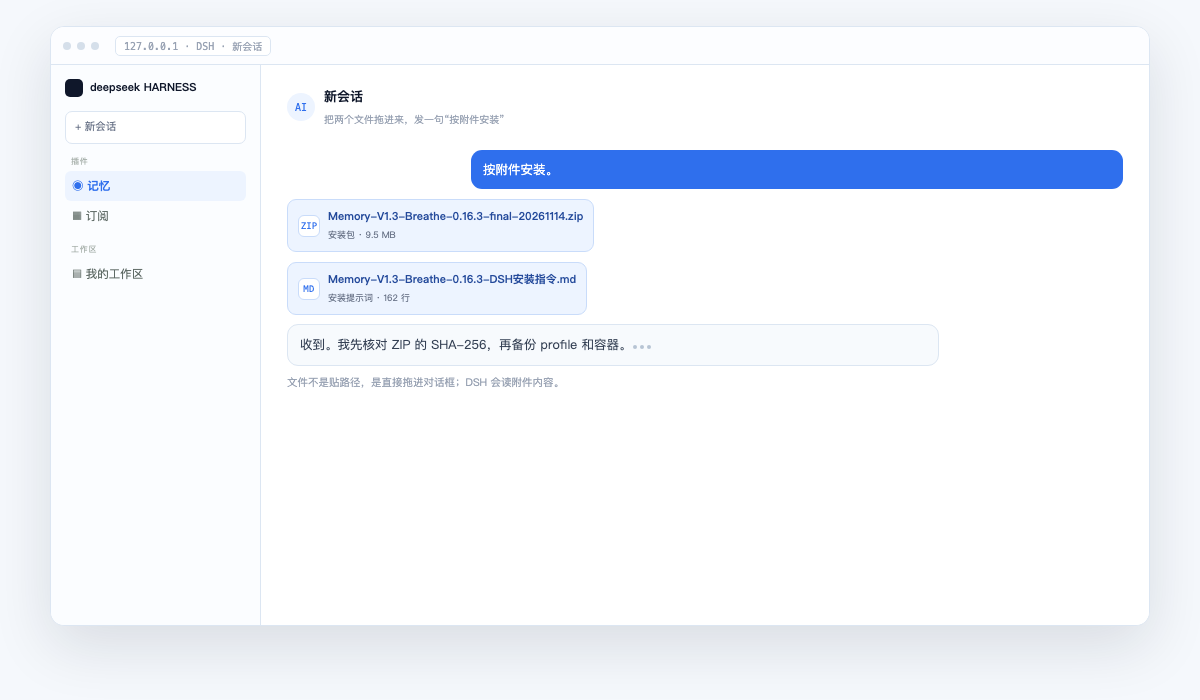 127.0.0.1 · DSH · 新会话
deepseek HARNESS
+ 新会话
插件
记忆
订阅
工作区
我的工作区
AI
新会话
把两个文件拖进来，发一句“按附件安装”
按附件安装。
ZIP
Memory-V1.3-Breathe-0.16.3-final-20261114.zip
安装包 · 9.5 MB
MD
Memory-V1.3-Breathe-0.16.3-DSH安装指令.md
安装提示词 · 162 行
收到。我先核对 ZIP 的 SHA-256，再备份 profile 和容器。
文件不是贴路径，是直接拖进对话框；DSH 会读附件内容。